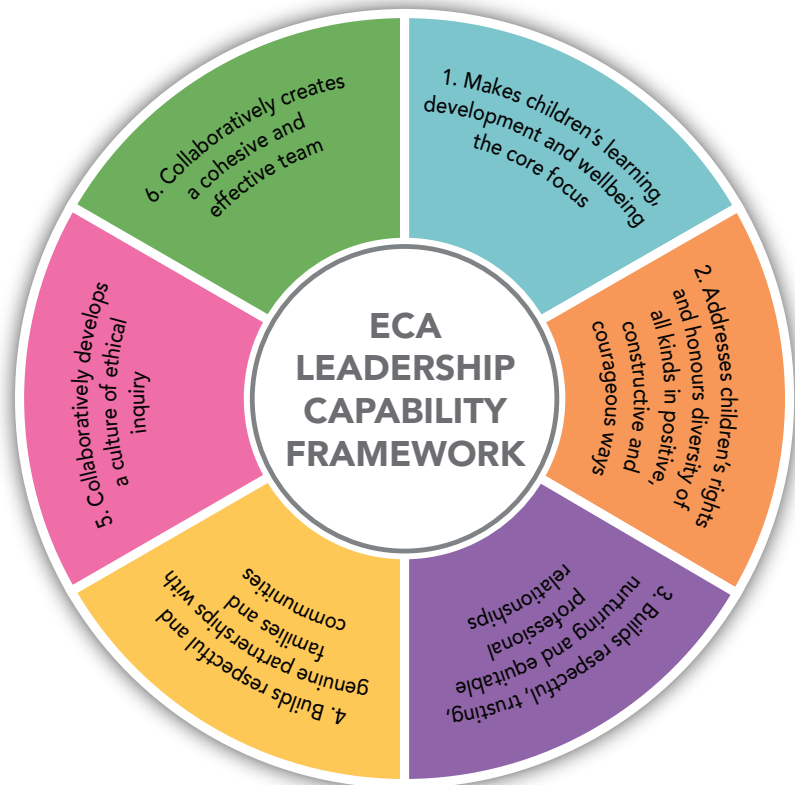 ECA
LEADERSHIP
CAPABILITY
FRAMEWORK
1. Makes children's learning,
development and wellbeing
the core focus
2. Addresses children's rights
and honours diversity of
all kinds in positive,
constructive and
courageous ways
3. Builds respectful, trusting,
nurturing and equitable
professional
relationships
4. Builds respectful and
genuine partnerships with
families and
communities
5. Collaboratively develops
a culture of ethical
inquiry
6. Collaboratively creates
a cohesive and
effective team